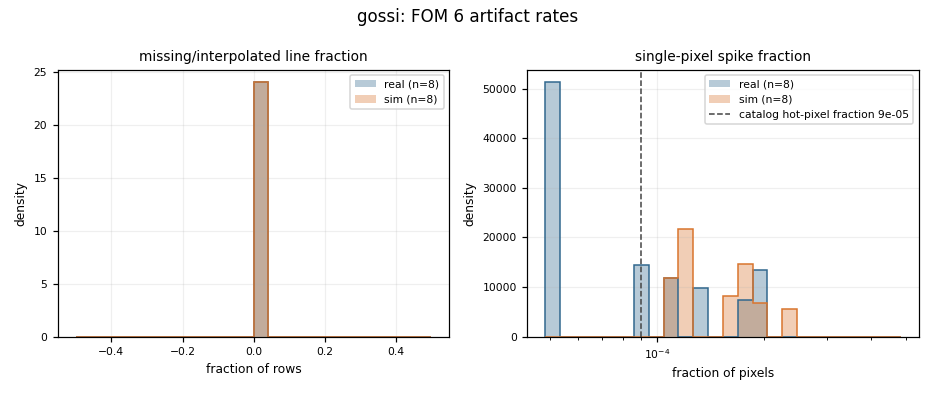 gossi: FOM 6 artifact rates
missing/interpolated line fraction
density
25
20
15
10
5
0
−0.4
−0.2
0.0
0.2
0.4
fraction of rows
real (n=8)
sim (n=8)
single-pixel spike fraction
density
50000
40000
30000
20000
10000
0
10⁻⁴
fraction of pixels
real (n=8)
sim (n=8)
catalog hot-pixel fraction 9e-05